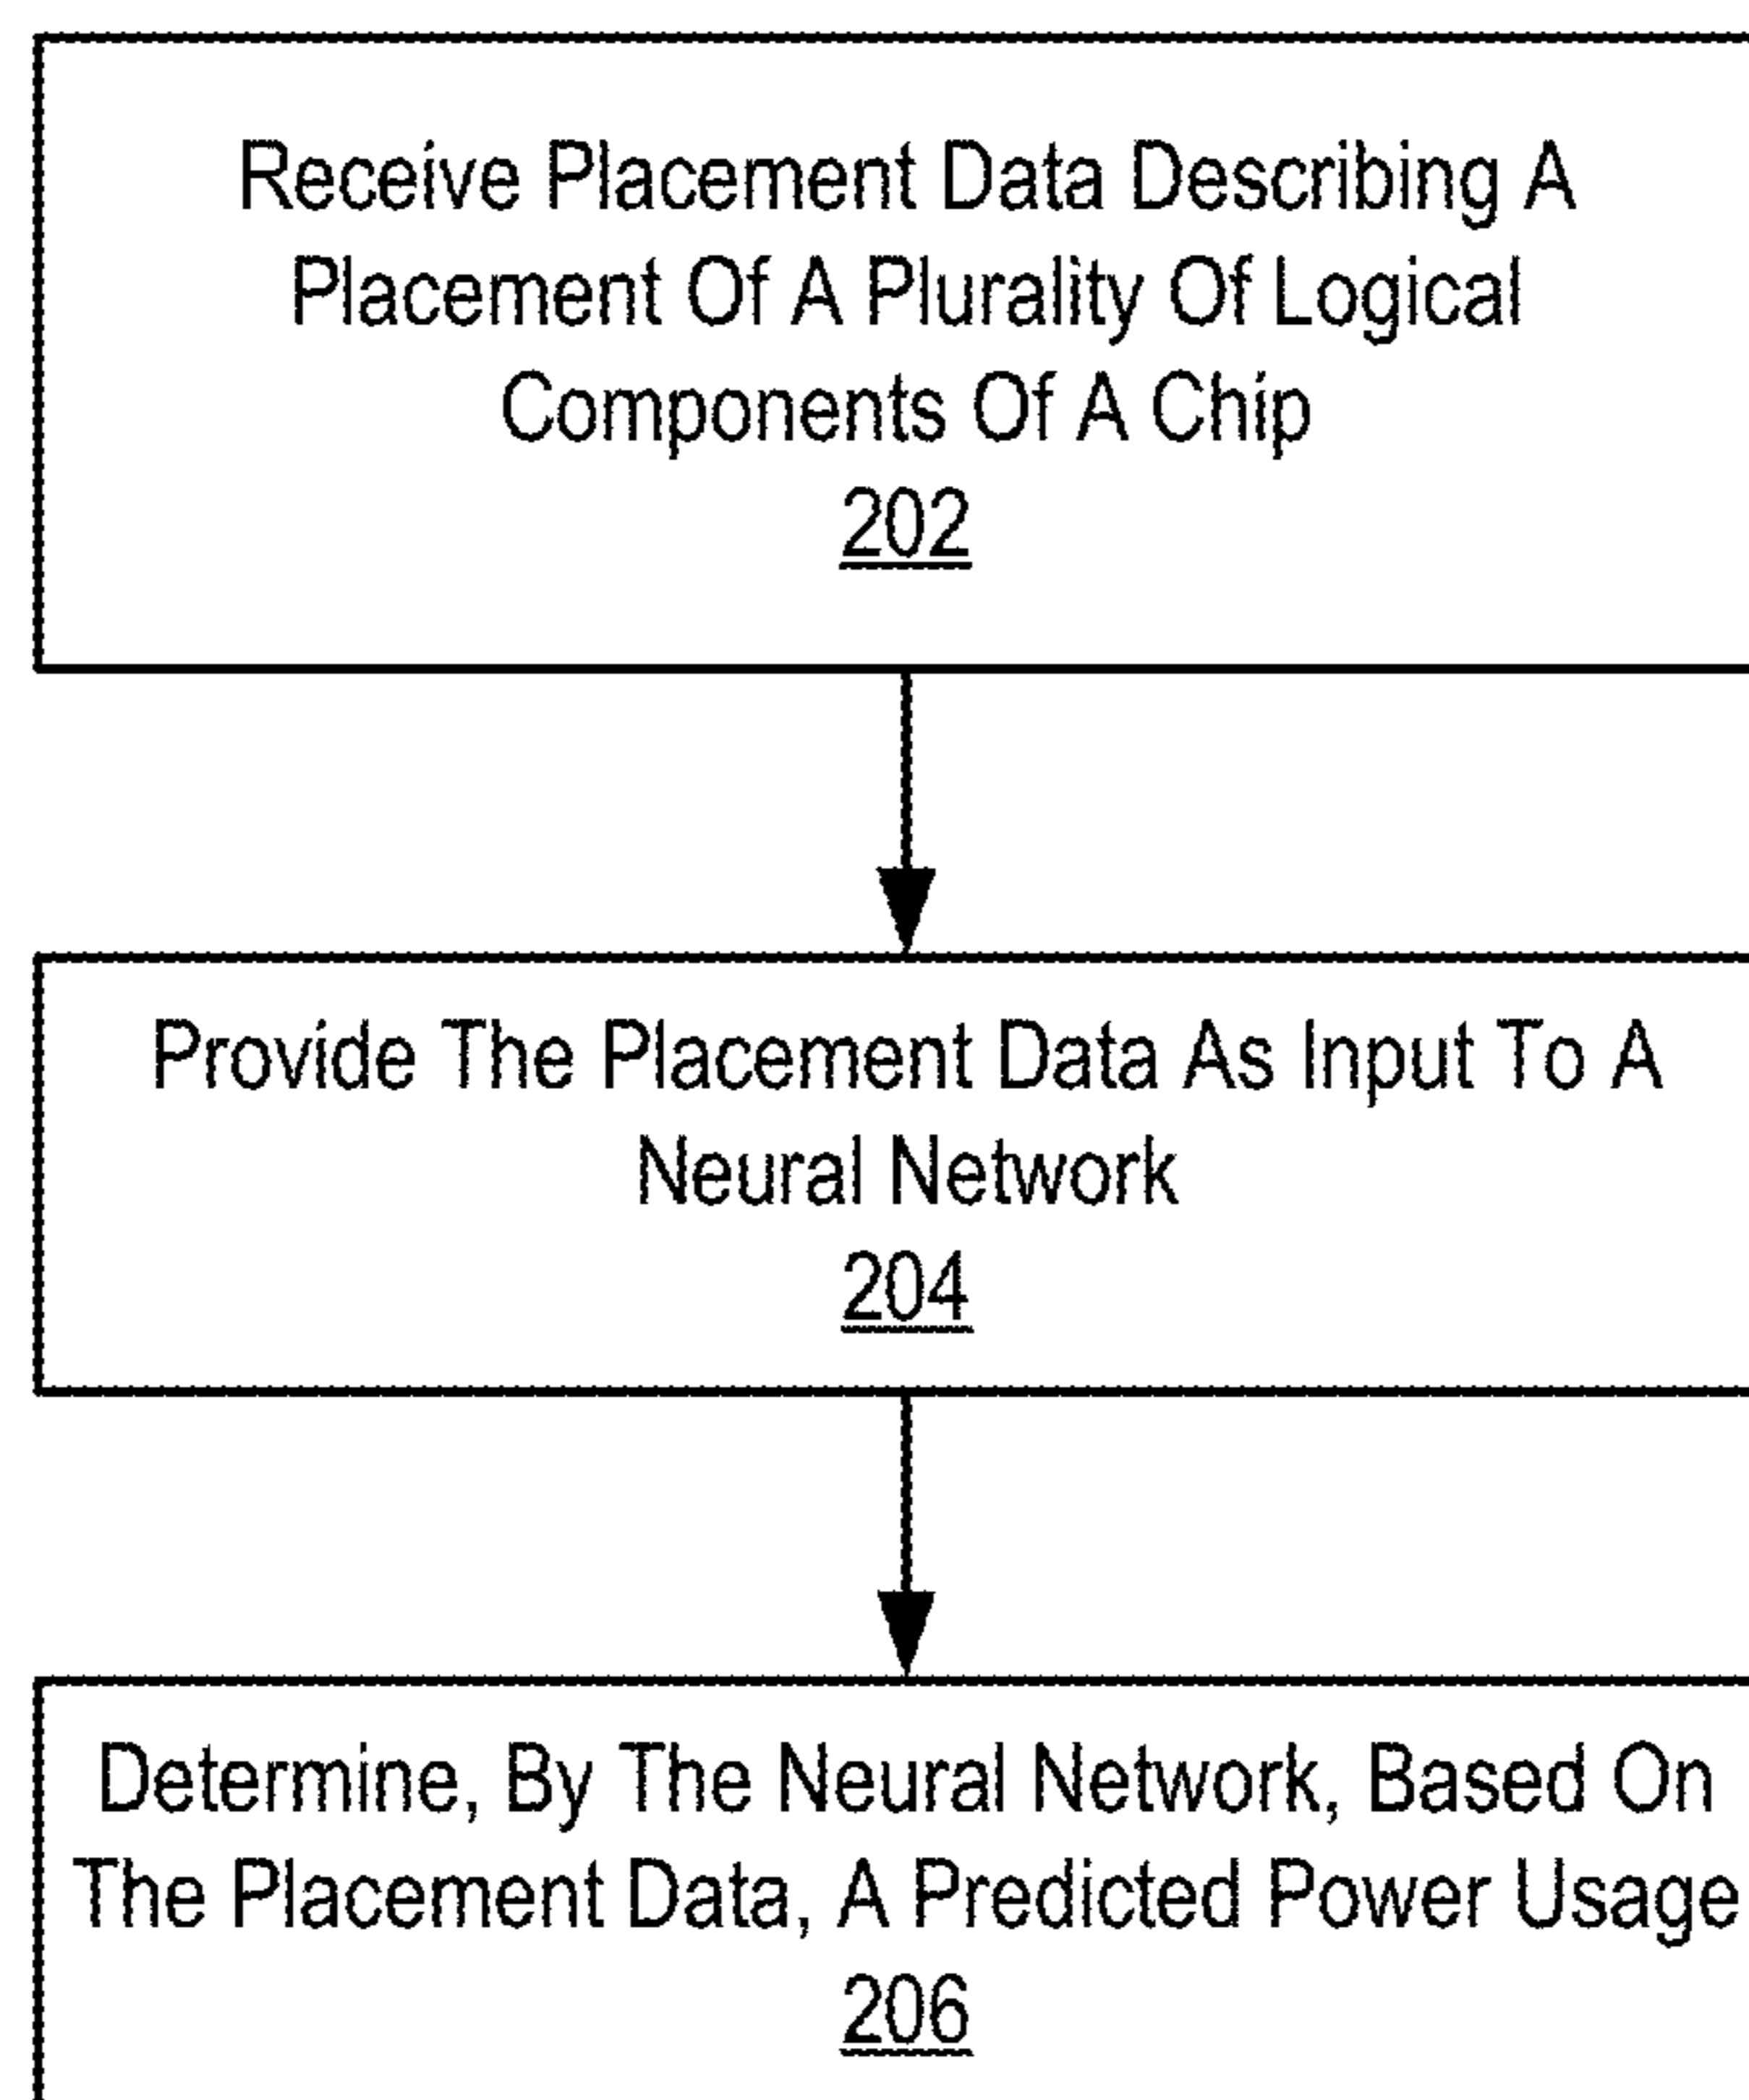 Receive Placement Data Describing A
Placement Of A Plurality Of Logical
Components Of A Chip
202
Provide The Placement Data As Input To A
Neural Network
204
Determine, By The Neural Network, Based On
The Placement Data, A Predicted Power Usage
206